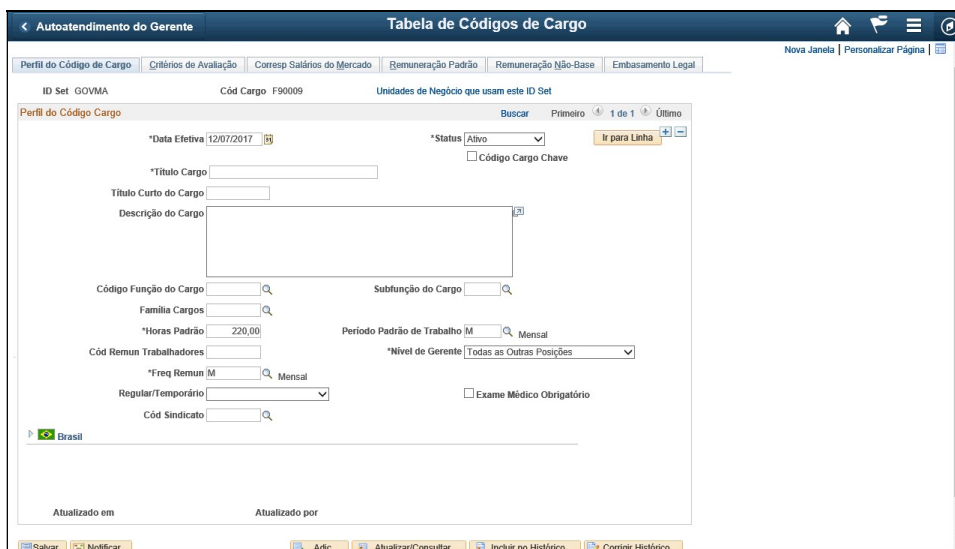 Autoatendimento do Gerente Tabela de Códigos de Cargo
Nova Janela | Personalizar Página |
Perfil do Código de Cargo Critérios de Avaliação Corresp Salários do Mercado Remuneração Padrão Remuneração Não-Base Embasamento Legal
ID Set GOVMA Cód Cargo F90009 Unidades de Negócio que usam este ID Set
Perfil do Código Cargo Buscar Primeiro 1 de 1 Último
*Data Efetiva 12/07/2017 *Status Ativo Ir para Linha
Código Cargo Chave
*Título Cargo
Título Curto do Cargo
Descrição do Cargo
Código Função do Cargo Subfunção do Cargo
Família Cargos
*Horas Padrão 220,00 Período Padrão de Trabalho M Mensal
Cód Remun Trabalhadores *Nível de Gerente Todas as Outras Posições
*Freq Remun M Mensal
Regular/Temporário Exame Médico Obrigatório
Cód Sindicato
Brasil
Atualizado em Atualizado por
Salvar Notificar Adic Atualizar/Consultar Incluir no Histórico Corrigir Histórico